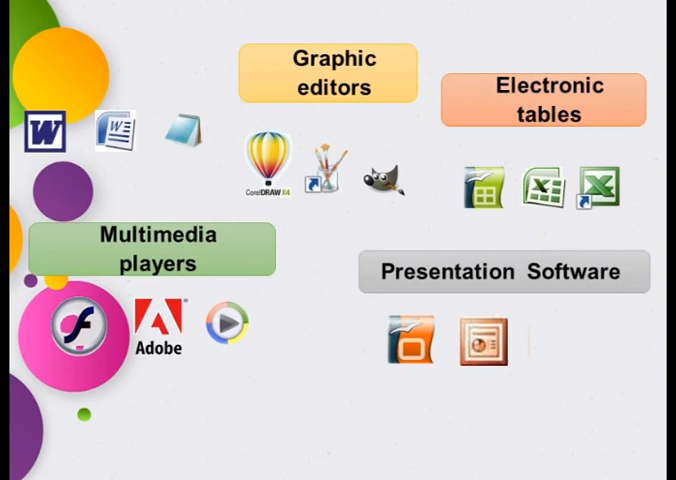 Graphic
editors
Electronic
tables
W
W
CorelDRAW X4
Multimedia
players
Presentation Software
Adobe